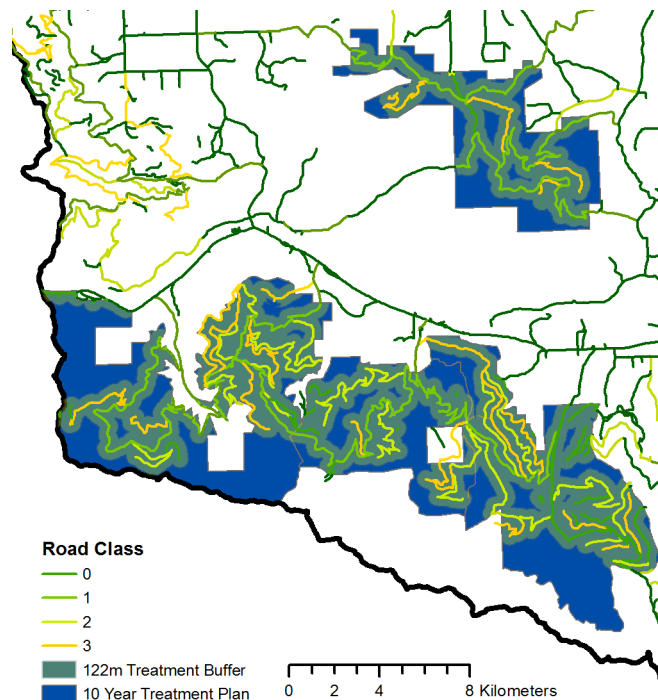 Road Class
0
1
2
3
122m Treatment Buffer
10 Year Treatment Plan
0 2 4 8 Kilometers